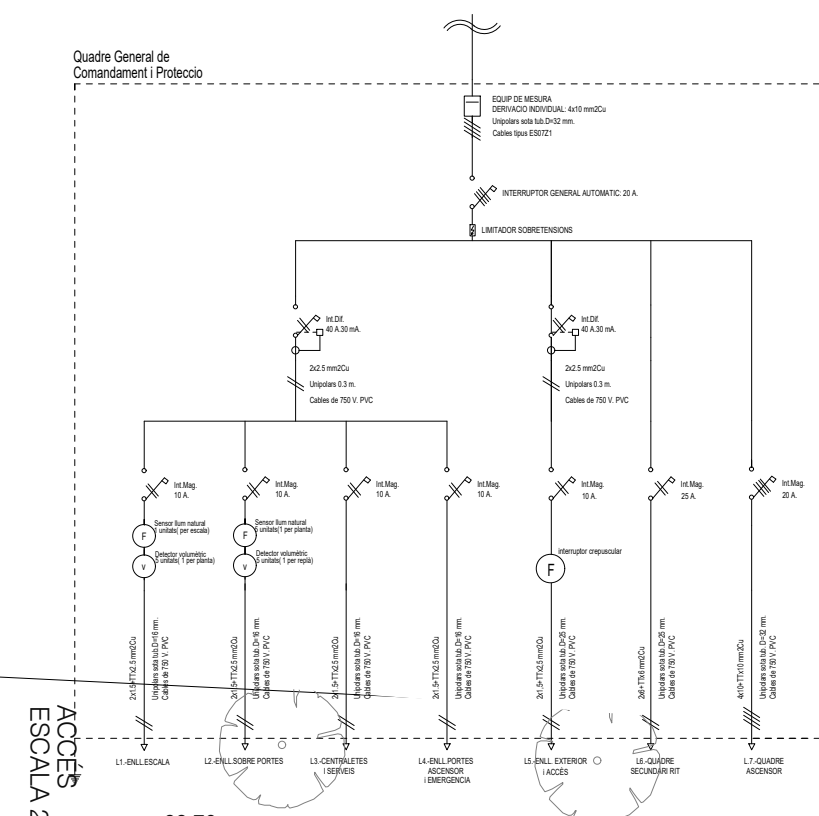 Quadre General de
Comandament i Proteccio
EQUIP DE MESURA
DERIVACIO INDIVIDUAL: 4x10 mm2Cu
Unipolars sota tub.D=32 mm.
Cables tipus ES07Z1
INTERRUPTOR GENERAL AUTOMATIC: 20 A.
LIMITADOR SOBRETENSIONS
Int.Dif.
40 A.30 mA.
2x2.5 mm2Cu
Unipolars 0.3 m.
Cables de 750 V. PVC
Int.Dif.
40 A.30 mA.
2x2.5 mm2Cu
Unipolars 0.3 m.
Cables de 750 V. PVC
Int.Mag.
10 A.
Int.Mag.
10 A.
Int.Mag.
10 A.
Int.Mag.
10 A.
Int.Mag.
10 A.
Int.Mag.
25 A.
Int.Mag.
20 A.
F
Sensor llum natural
unitats( per escala)
V
Detector volumètric
5 unitats( 1 per planta)
F
Sensor llum natural
5 unitats( 1 per planta)
V
Detector volumètric
5 unitats( 1 per replà)
F
interruptor crepuscular
2x1.5+TTx2.5 mm2Cu
Unipolars sota tub.D=16 mm.
Cables de 750 V. PVC
2x1.5+TTx2.5 mm2Cu
Unipolars sota tub.D=16 mm.
Cables de 750 V. PVC
2x1.5+TTx2.5 mm2Cu
Unipolars sota tub.D=16 mm.
Cables de 750 V. PVC
2x1.5+TTx2.5 mm2Cu
Unipolars sota tub.D=16 mm.
Cables de 750 V. PVC
2x1.5+TTx2.5 mm2Cu
Unipolars sota tub.D=25 mm.
Cables de 750 V. PVC
2x6+TTx6 mm2Cu
Unipolars sota tub.D=25 mm.
Cables de 750 V. PVC
4x10+TTx10 mm2Cu
Unipolars sota tub.D=32 mm.
Cables de 750 V. PVC
L1.-ENLL.ESCALA
L2.-ENLL.SOBRE PORTES
L3.-CENTRALETES
I SERVEIS
L4.-ENLL.PORTES
ASCENSOR
i EMERGENCIA
L5.-ENLL. EXTERIOR
i ACCÉS
L6.-QUADRE
SECUNDARI RIT
L.7.-QUADRE
ASCENSOR
ACCÉS
ESCALA 2